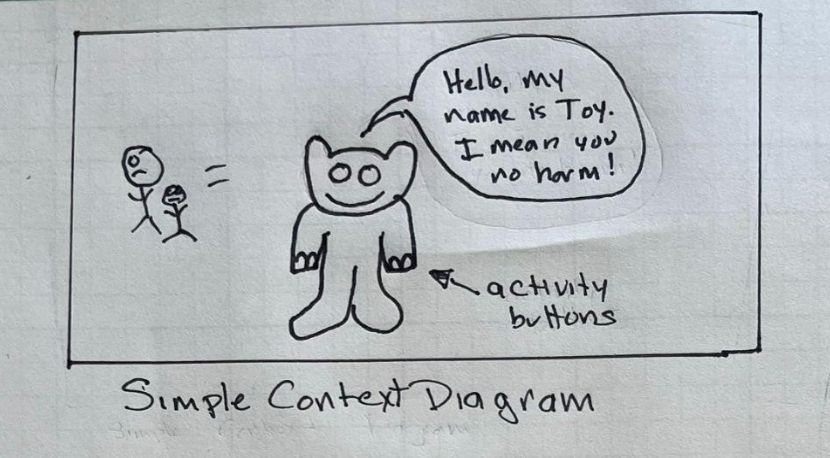 Hello, my
name is Toy.
I mean you
no harm!
=
activity
buttons
Simple Context Diagram